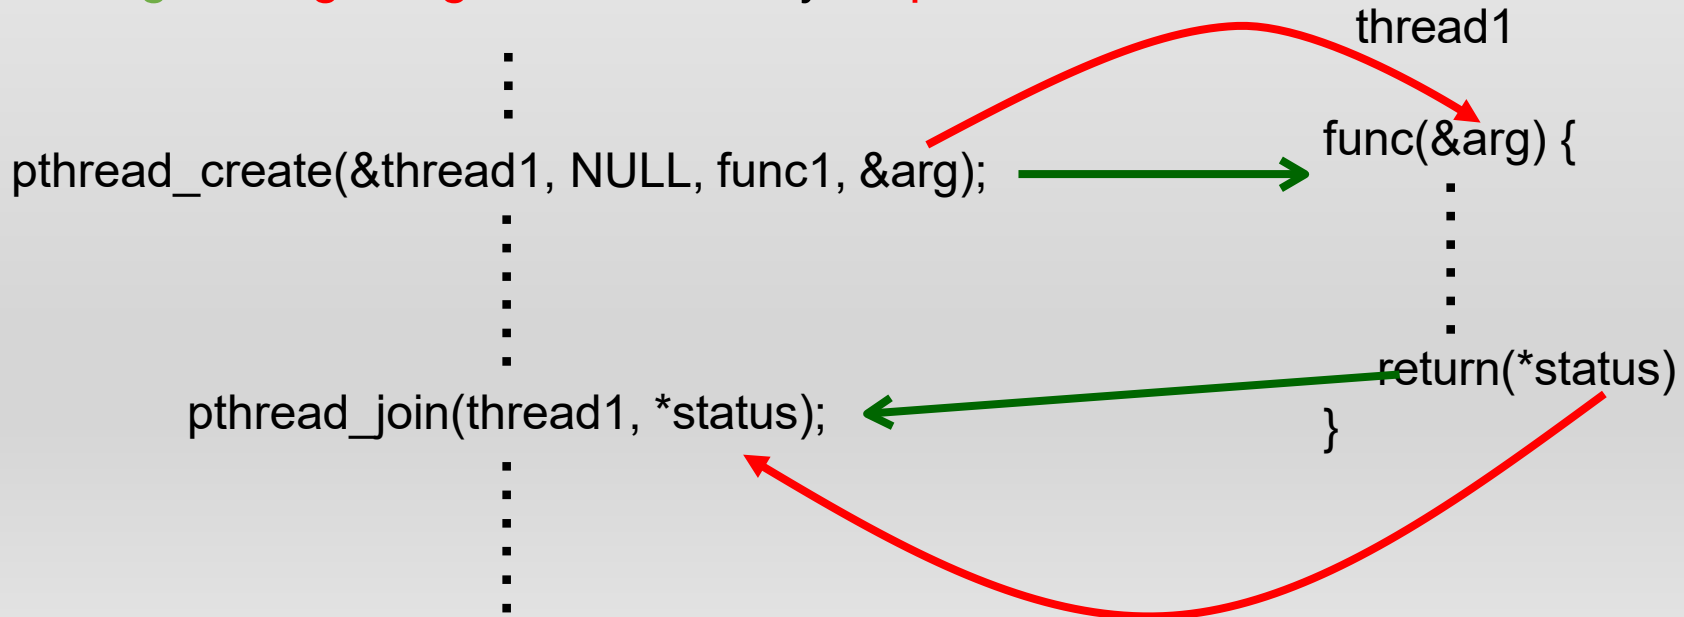 thread1
func(&arg) {
pthread_create(&thread1, NULL, func1, &arg);
return(*status)
pthread_join(thread1, *status);
}